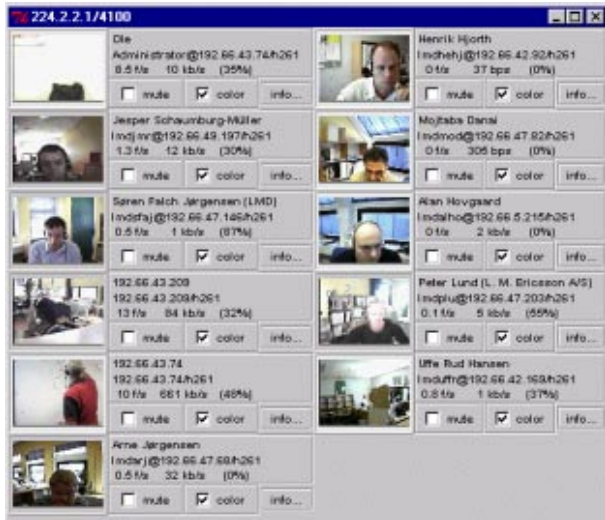 224.2.2.1/4100
Ole
Administrator@192.66.43.74/h261
8.5 f/s 10 kb/s (35%)
mute color info...
Jesper Schaumburg-Müller
lmdjmr@192.66.49.197/h261
1.3 f/s 12 kb/s (30%)
mute color info...
Søren Falch Jørgensen (LMD)
lmdsfaj@192.66.47.146/h261
0.5 f/s 1 kb/s (87%)
mute color info...
192.66.43.209
192.66.43.209/h261
13 f/s 84 kb/s (32%)
mute color info...
192.66.43.74
192.66.43.74/h261
10 f/s 661 kb/s (48%)
mute color info...
Arne Jørgensen
lmdarj@192.66.47.68/h261
0.5 f/s 32 kb/s (0%)
mute color info...
Henrik Hjorth
lmdhehj@192.66.42.92/h261
0 f/s 37 bps (0%)
mute color info...
Mojtaba Danai
lmdmod@192.66.47.82/h261
0 f/s 305 bps (0%)
mute color info...
Alan Hovgaard
lmdalho@192.66.5.215/h261
0 f/s 2 kb/s (0%)
mute color info...
Peter Lund (L. M. Ericsson A/S)
lmdplu@192.66.47.203/h261
0.1 f/s 5 kb/s (55%)
mute color info...
Uffe Rud Hansen
lmduffr@192.66.42.169/h261
0.8 f/s 1 kb/s (37%)
mute color info...